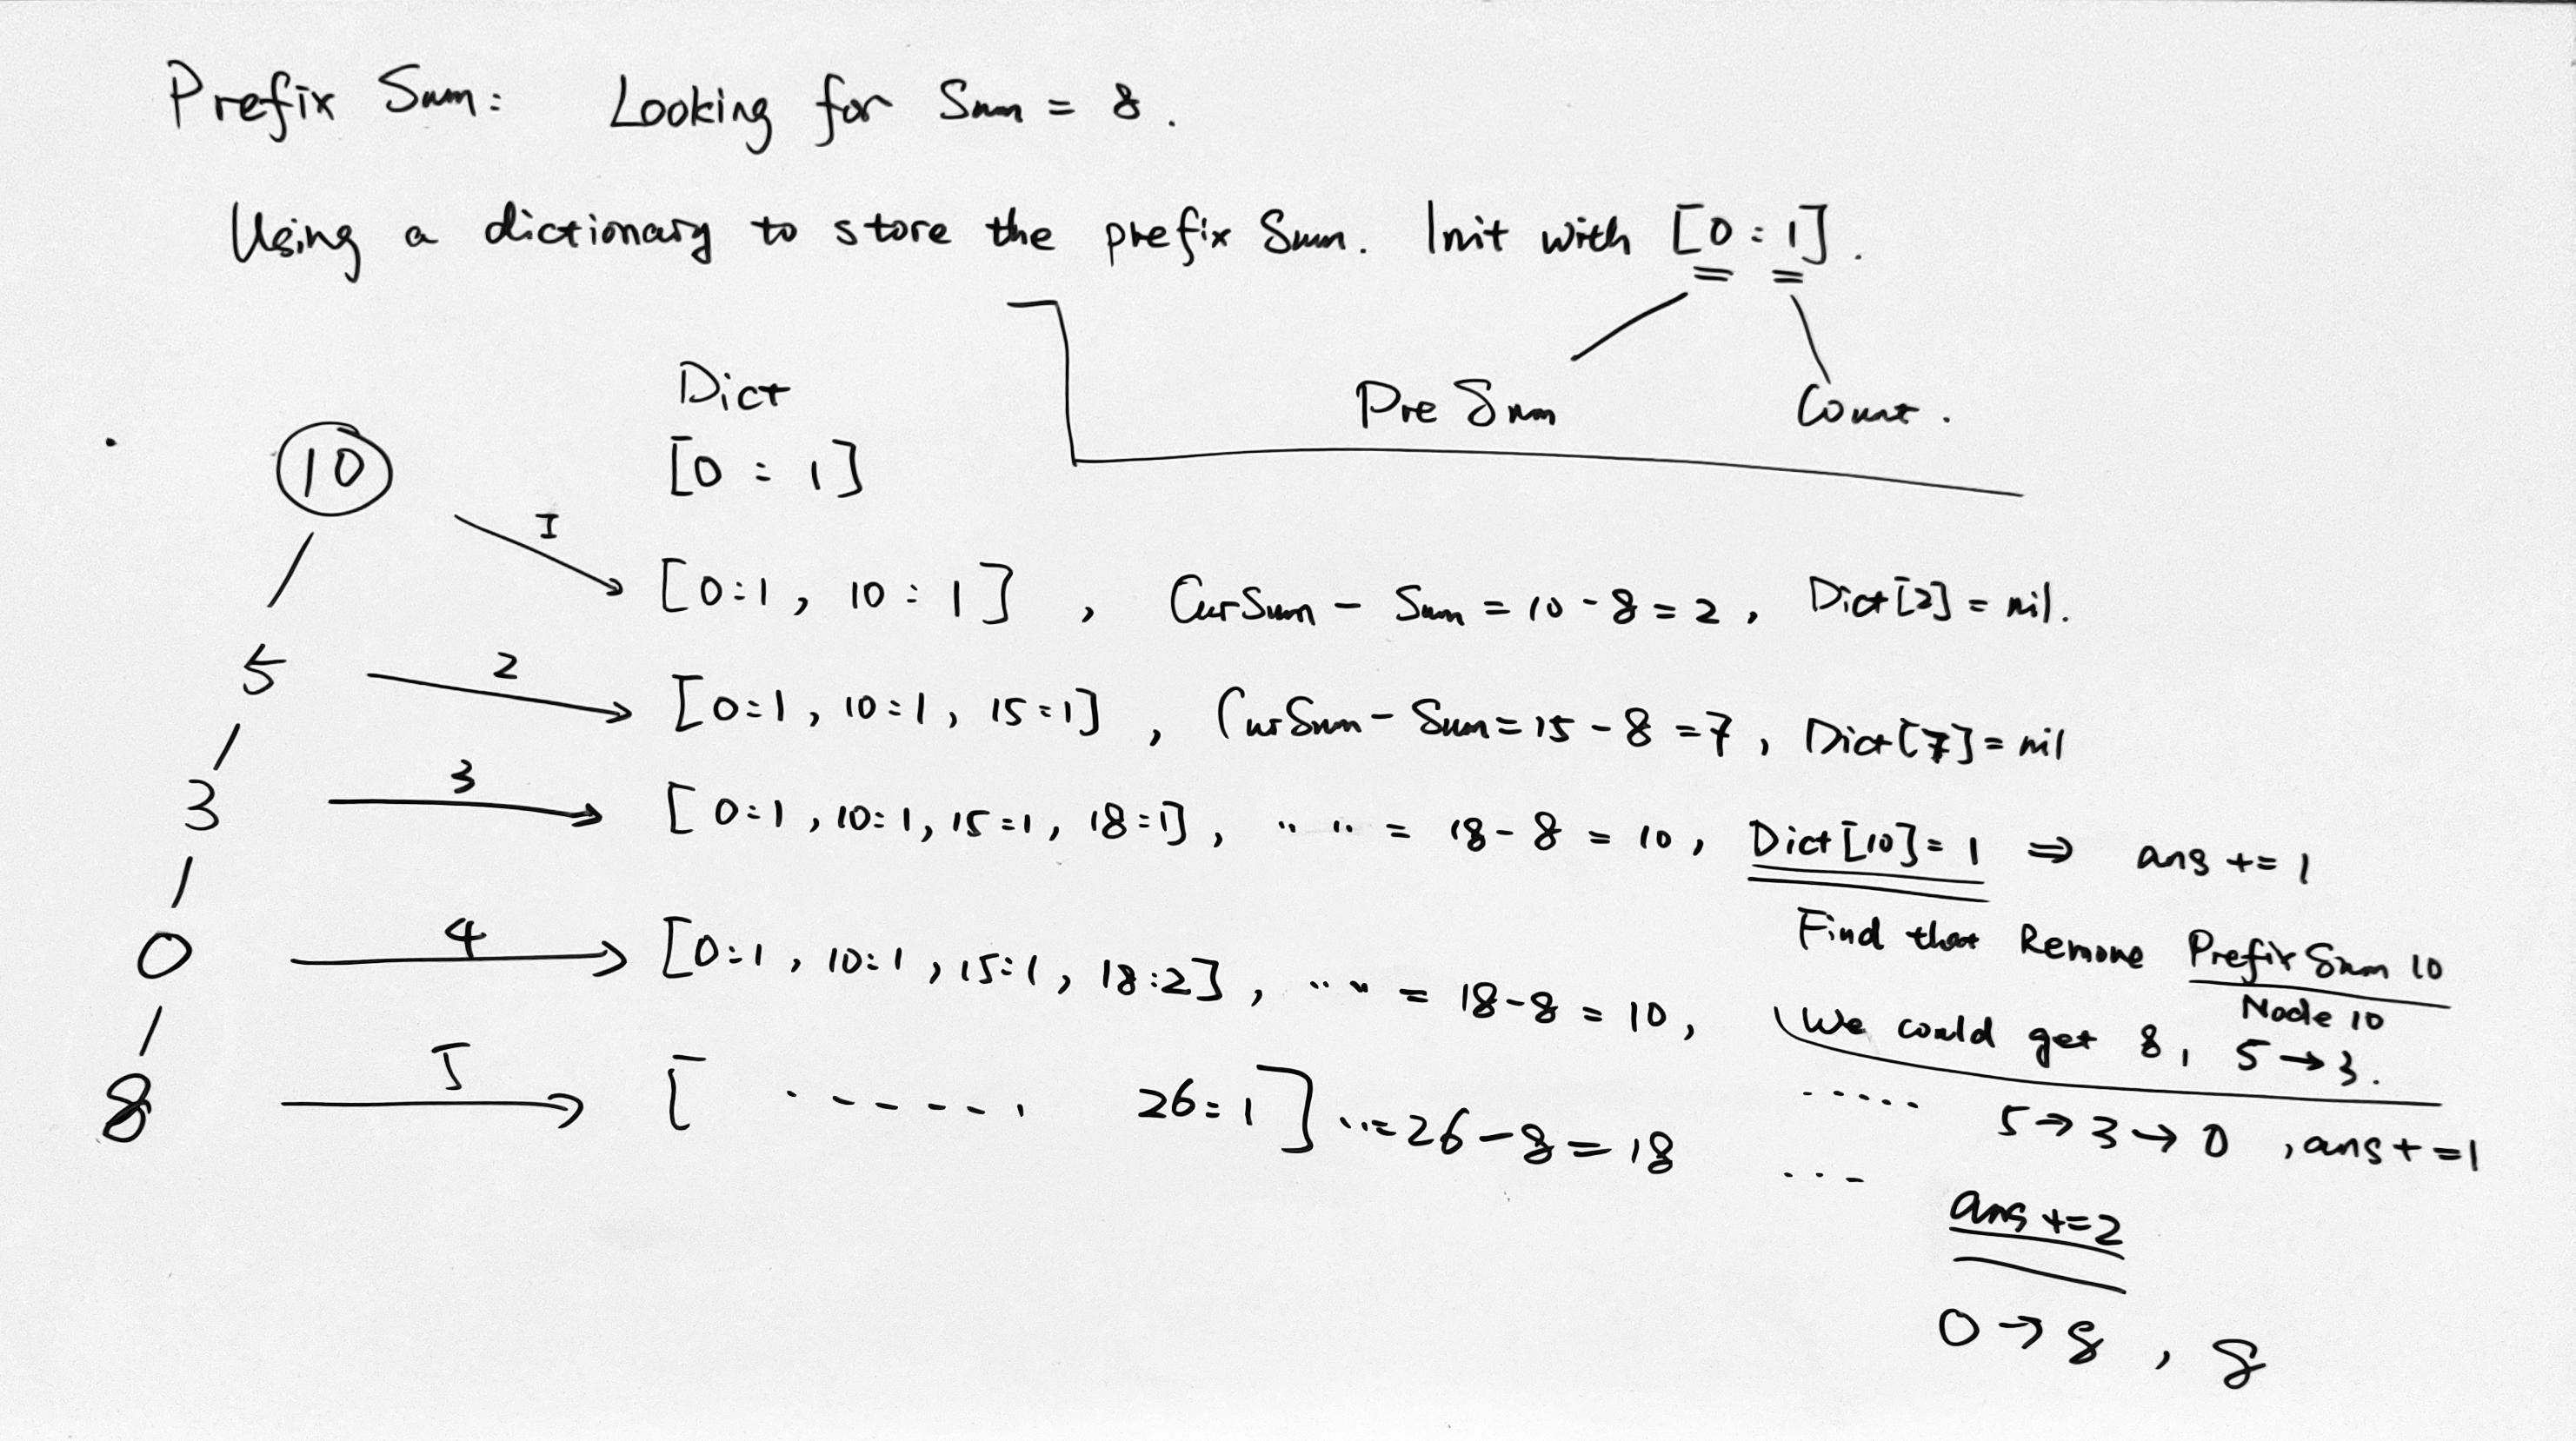 Prefix Sum: Looking for Sum = 8.
Using a dictionary to store the prefix Sum. Init with [0:1].
Pre Sum Count.
Dict
10 [0:1]
1 [0:1, 10:1], CurSum - Sum = 10-8=2, Dict[2]=nil.
5 2 [0:1, 10:1, 15:1], CurSum - Sum = 15-8=7, Dict[7]=nil
3 3 [0:1, 10:1, 15:1, 18:1], " " = 18-8 = 10, Dict[10]=1 ⇒ ans += 1
Find that Remove Prefix Sum 10
Node 10
0 4 [0:1, 10:1, 15:1, 18:2], " " = 18-8 = 10,
We could get 8, 5→3.
8 5 [ ...... 26:1] "=26-8=18
..... 5→3→0, ans+=1
... ans +=2
0→8, 8